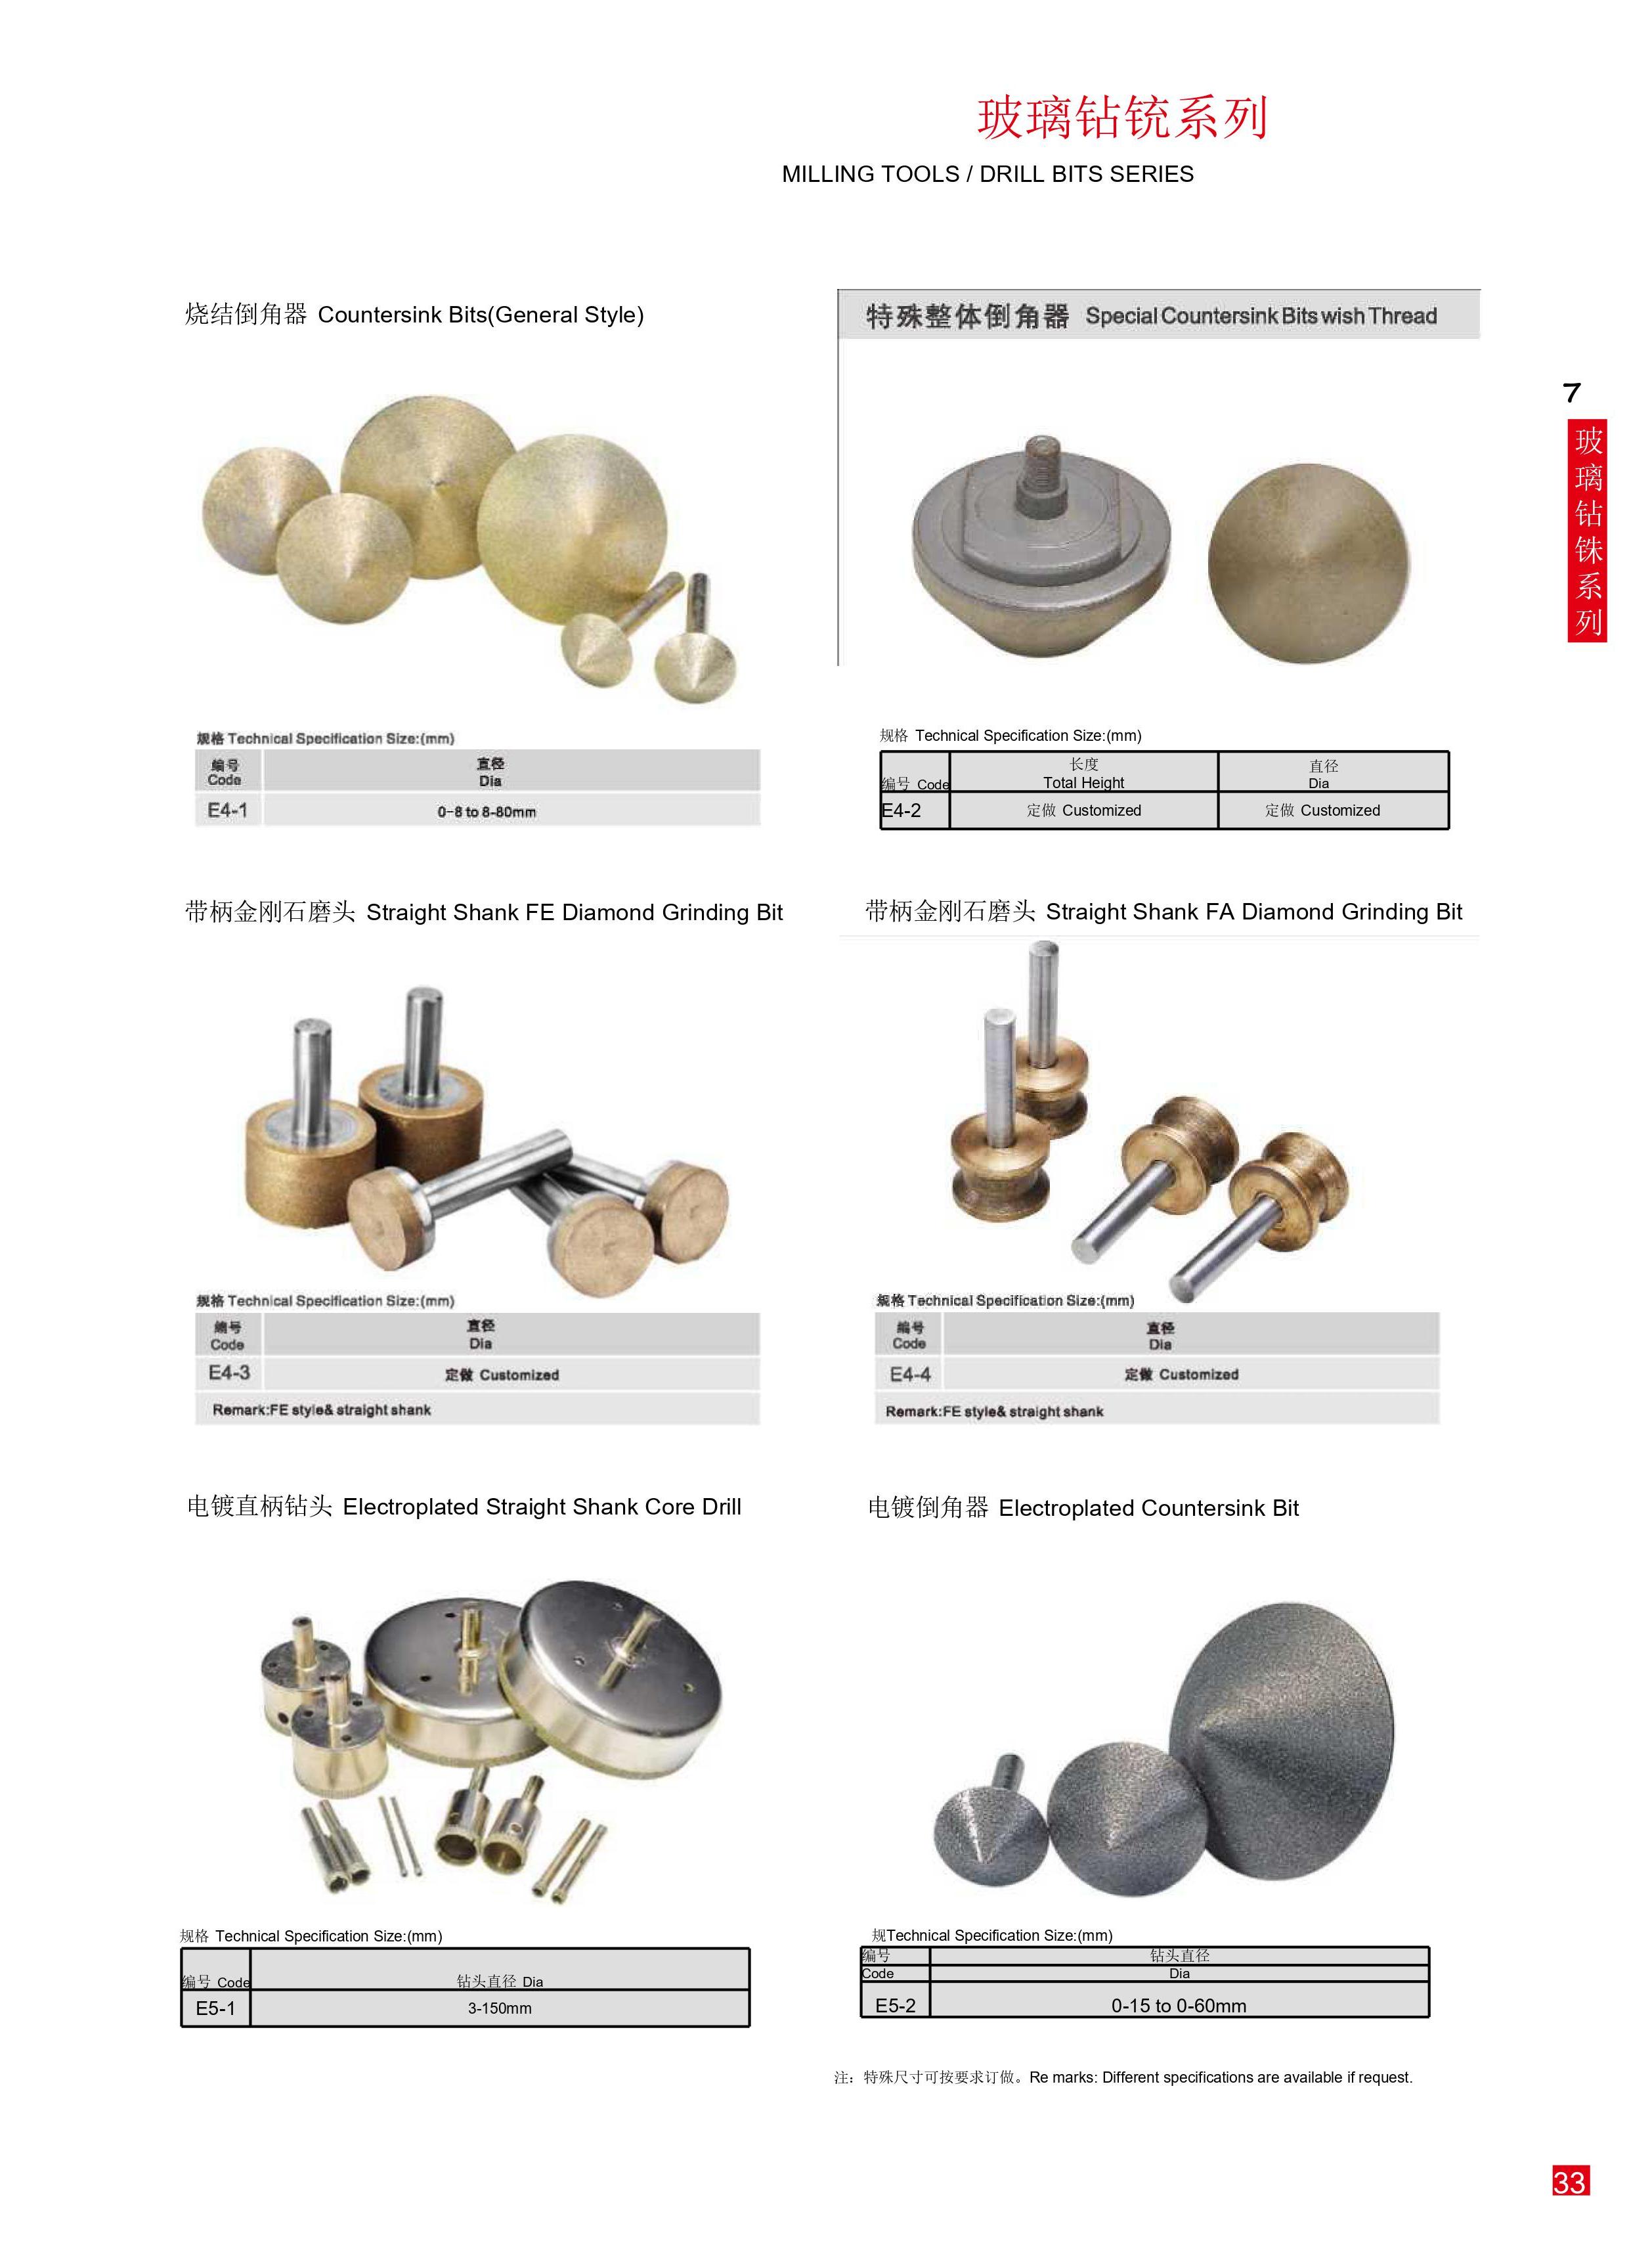 玻璃钻铣系列
MILLING TOOLS / DRILL BITS SERIES
7
玻璃钻铢系列
烧结倒角器 Countersink Bits(General Style)
规格 Technical Specification Size:(mm)
编号 直径
Code Dia
E4-1 0-8 to 8-80mm
特殊整体倒角器 Special Countersink Bits wish Thread
规格 Technical Specification Size:(mm)
长度 直径
编号 Code Total Height Dia
E4-2 定做 Customized 定做 Customized
带柄金刚石磨头 Straight Shank FE Diamond Grinding Bit
规格 Technical Specification Size:(mm)
编号 直径
Code Dia
E4-3 定做 Customized
Remark:FE style& straight shank
带柄金刚石磨头 Straight Shank FA Diamond Grinding Bit
规格 Technical Specification Size:(mm)
编号 直径
Code Dia
E4-4 定做 Customized
Remark:FE style& straight shank
电镀直柄钻头 Electroplated Straight Shank Core Drill
规格 Technical Specification Size:(mm)
编号 Code 钻头直径 Dia
E5-1 3-150mm
电镀倒角器 Electroplated Countersink Bit
规Technical Specification Size:(mm)
编号 钻头直径
Code Dia
E5-2 0-15 to 0-60mm
注：特殊尺寸可按要求订做。Re marks: Different specifications are available if request.
33